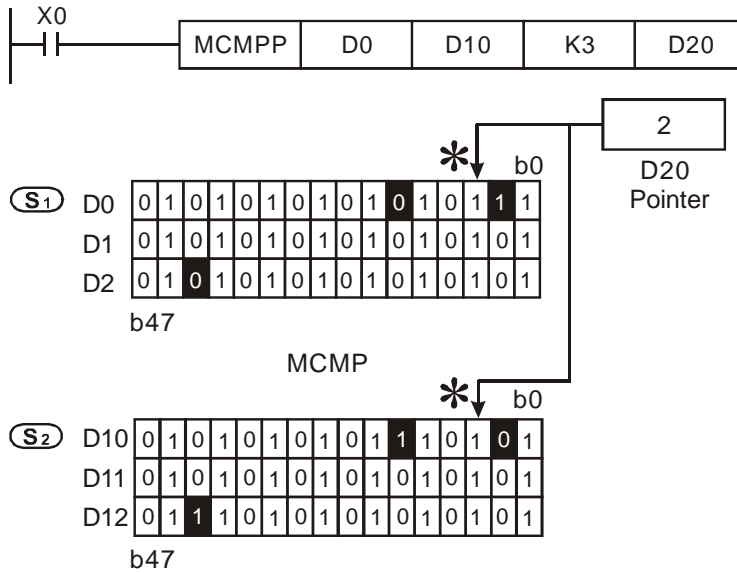 X0
MCMPP D0 D10 K3 D20
2
* b0
D20
Pointer
S1 D0 0 1 0 1 0 1 0 1 0 1 0 1 0 1 1 1
D1 0 1 0 1 0 1 0 1 0 1 0 1 0 1 0 1
D2 0 1 0 1 0 1 0 1 0 1 0 1 0 1 0 1
b47
MCMP
* b0
S2 D10 0 1 0 1 0 1 0 1 0 1 1 1 0 1 0 1
D11 0 1 0 1 0 1 0 1 0 1 0 1 0 1 0 1
D12 0 1 1 1 0 1 0 1 0 1 0 1 0 1 0 1
b47